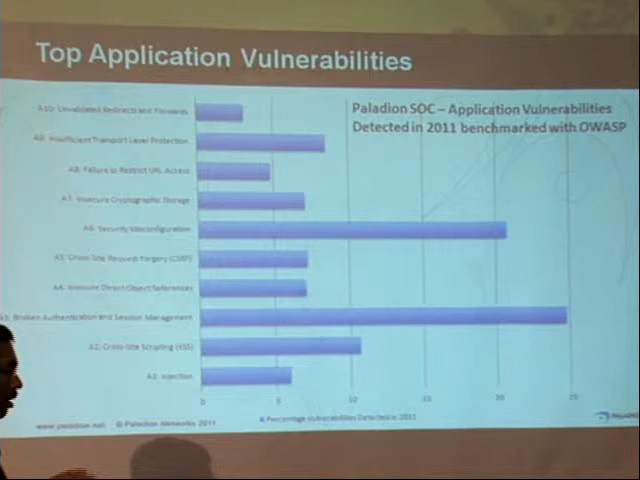 Top Application Vulnerabilities
Paladion SOC – Application Vulnerabilities
Detected in 2011 benchmarked with OWASP
A10: Unvalidated Redirects and Forwards
A9: Insufficient Transport Layer Protection
A8: Failure to Restrict URL Access
A7: Insecure Cryptographic Storage
A6: Security Misconfiguration
A5: Cross Site Request Forgery (CSRF)
A4: Insecure Direct Object References
Broken Authentication and Session Management
A2: Cross-Site Scripting (XSS)
A1: Injection
0 5 10 15 20 25
Percentage Vulnerabilities Detected in 2011
www.paladion.net © Paladion Networks 2011